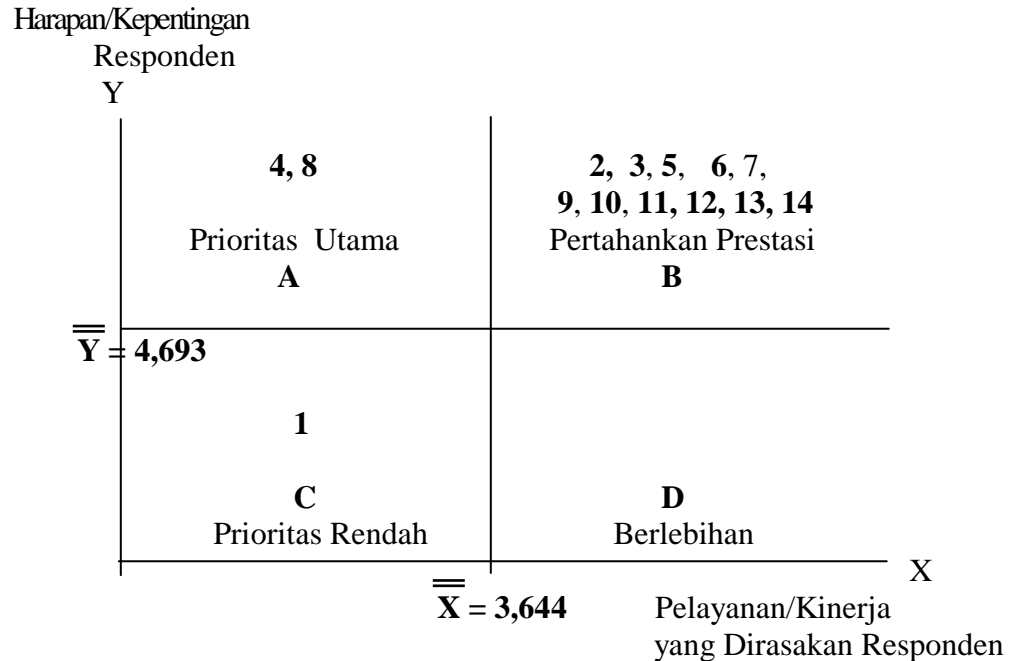 Harapan/Kepentingan
Responden
Y
4, 8
2, 3, 5, 6, 7,
9, 10, 11, 12, 13, 14
Prioritas Utama
Pertahankan Prestasi
A
B
Y = 4,693
1
C
D
Prioritas Rendah
Berlebihan
X
X = 3,644
Pelayanan/Kinerja
yang Dirasakan Responden